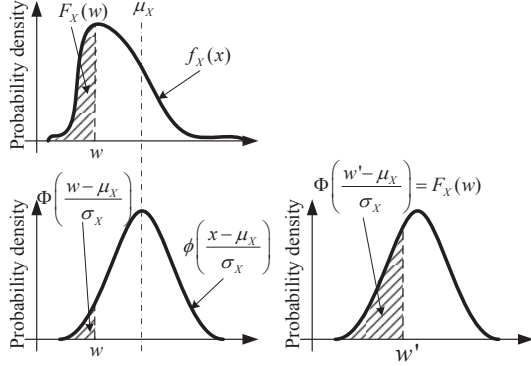 Probability density
F_X(w)
μ_X
f_X(x)
w
Probability density
Φ((w−μ_X)/σ_X)
ϕ((x−μ_X)/σ_X)
w
Probability density
Φ((w'−μ_X)/σ_X) = F_X(w)
w'